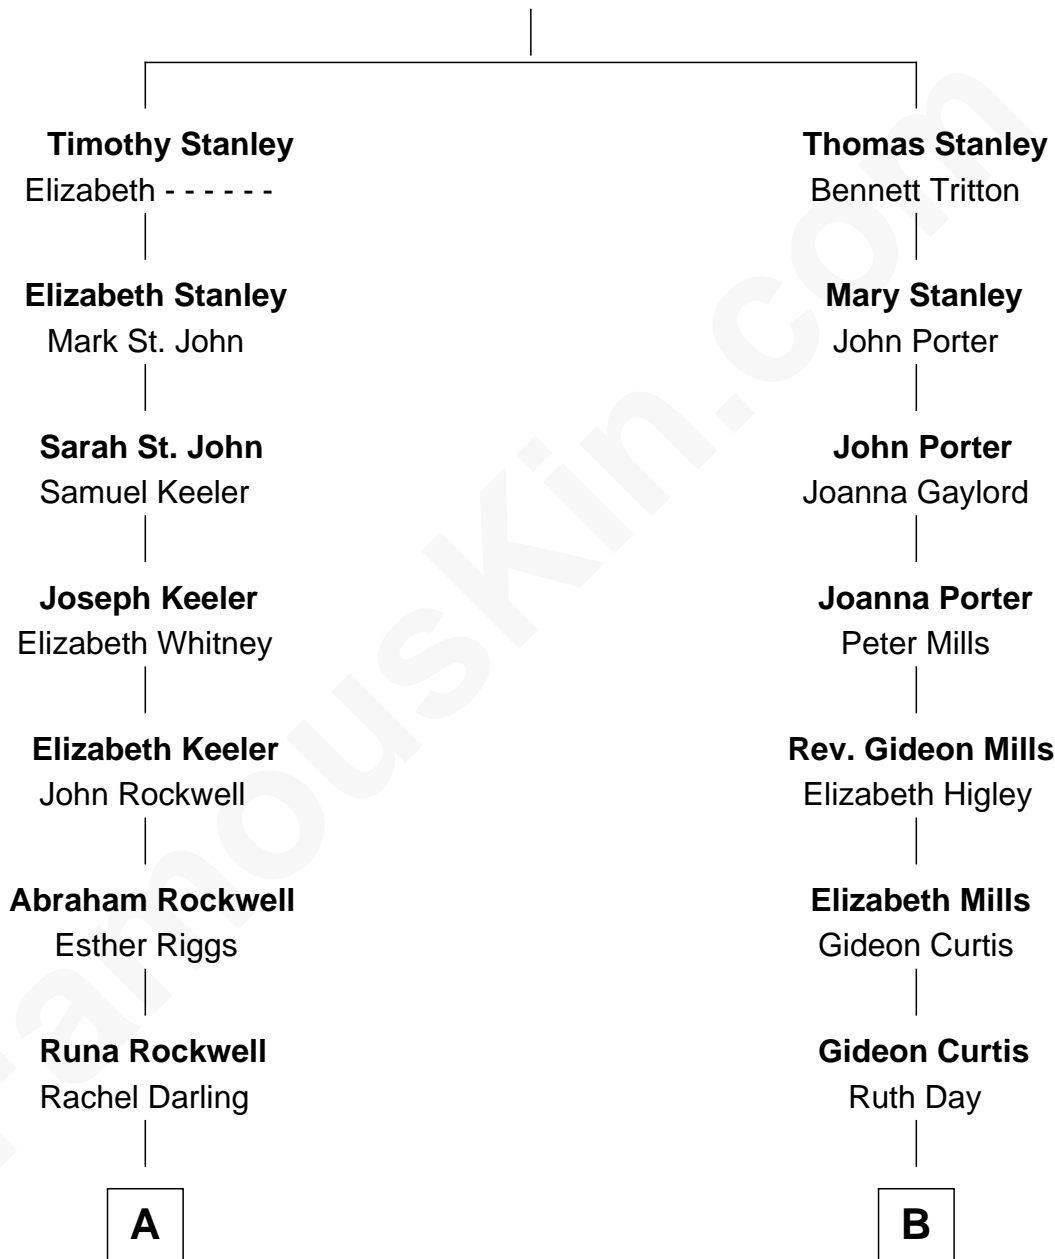 Timothy Stanley
Elizabeth - - - - - -
Thomas Stanley
Bennett Tritton
Elizabeth Stanley
Mark St. John
Mary Stanley
John Porter
Sarah St. John
Samuel Keeler
John Porter
Joanna Gaylord
Joseph Keeler
Elizabeth Whitney
Joanna Porter
Peter Mills
Elizabeth Keeler
John Rockwell
Rev. Gideon Mills
Elizabeth Higley
Abraham Rockwell
Esther Riggs
Elizabeth Mills
Gideon Curtis
Runa Rockwell
Rachel Darling
Gideon Curtis
Ruth Day
A
B
FamousKin.com